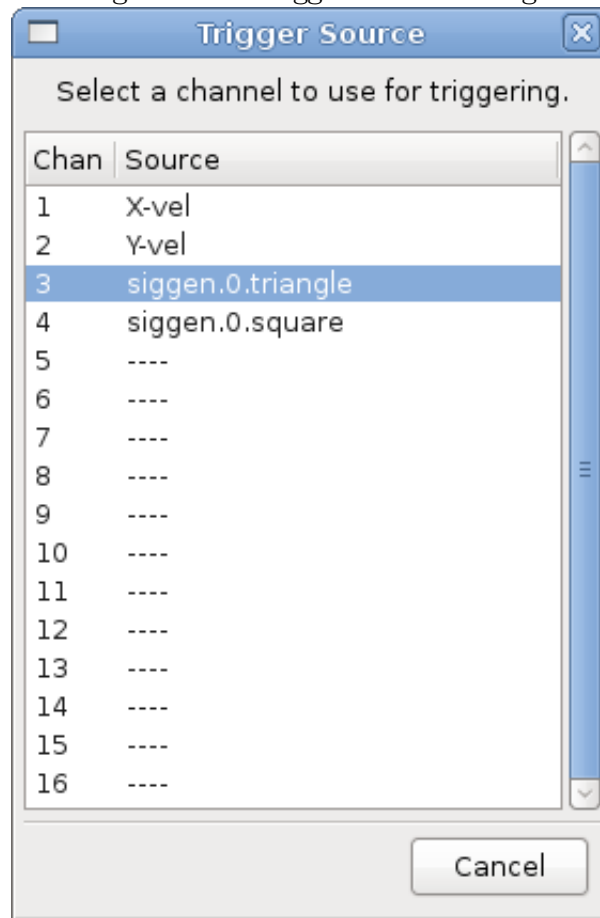 Trigger Source
Select a channel to use for triggering.
Chan Source
1 X-vel
2 Y-vel
3 siggen.0.triangle
4 siggen.0.square
5 ----
6 ----
7 ----
8 ----
9 ----
10 ----
11 ----
12 ----
13 ----
14 ----
15 ----
16 ----
Cancel